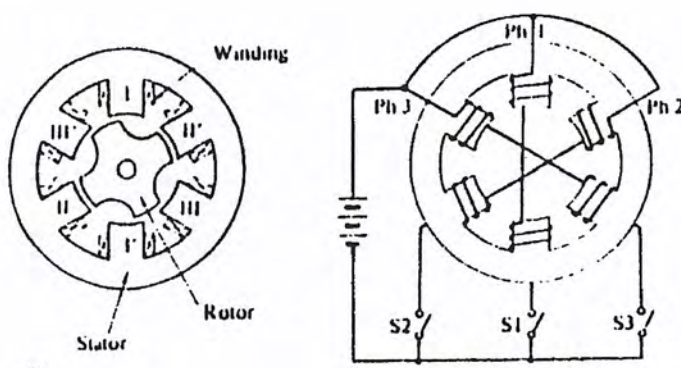 Winding
I
III'
II'
II
III
I'
Rotor
Stator
Ph 1
Ph 3
Ph 2
S2
S1
S3